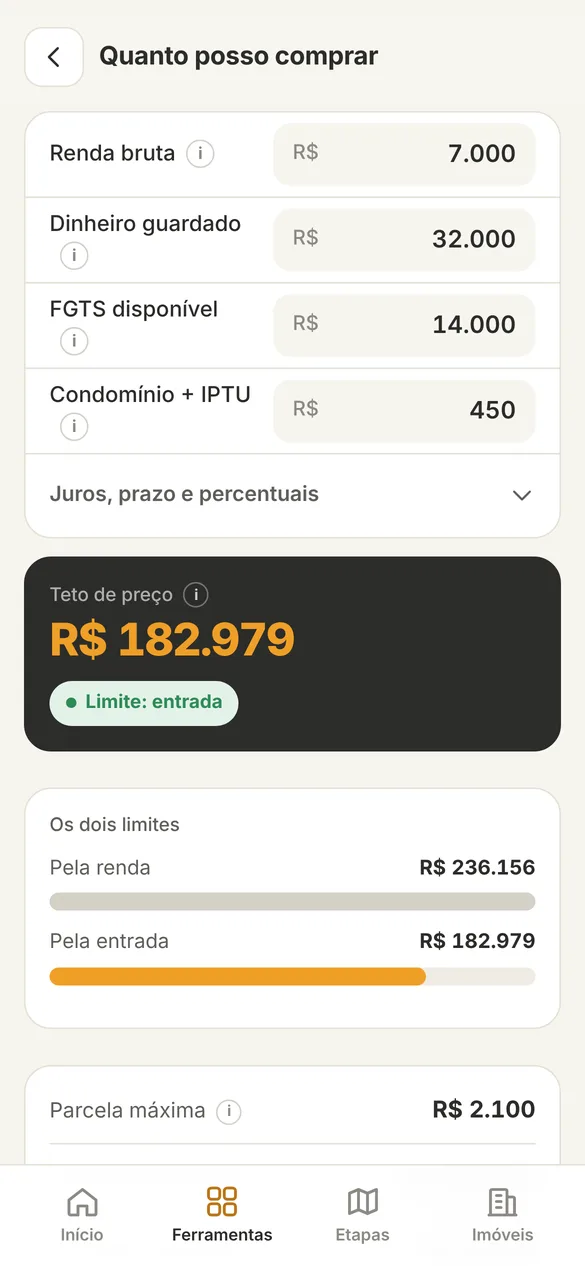 Quanto posso comprar
Renda bruta i R$ 7.000
Dinheiro guardado i R$ 32.000
FGTS disponível i R$ 14.000
Condomínio + IPTU i R$ 450
Juros, prazo e percentuais
Teto de preço i
R$ 182.979
Limite: entrada
Os dois limites
Pela renda R$ 236.156
Pela entrada R$ 182.979
Parcela máxima i R$ 2.100
Início Ferramentas Etapas Imóveis